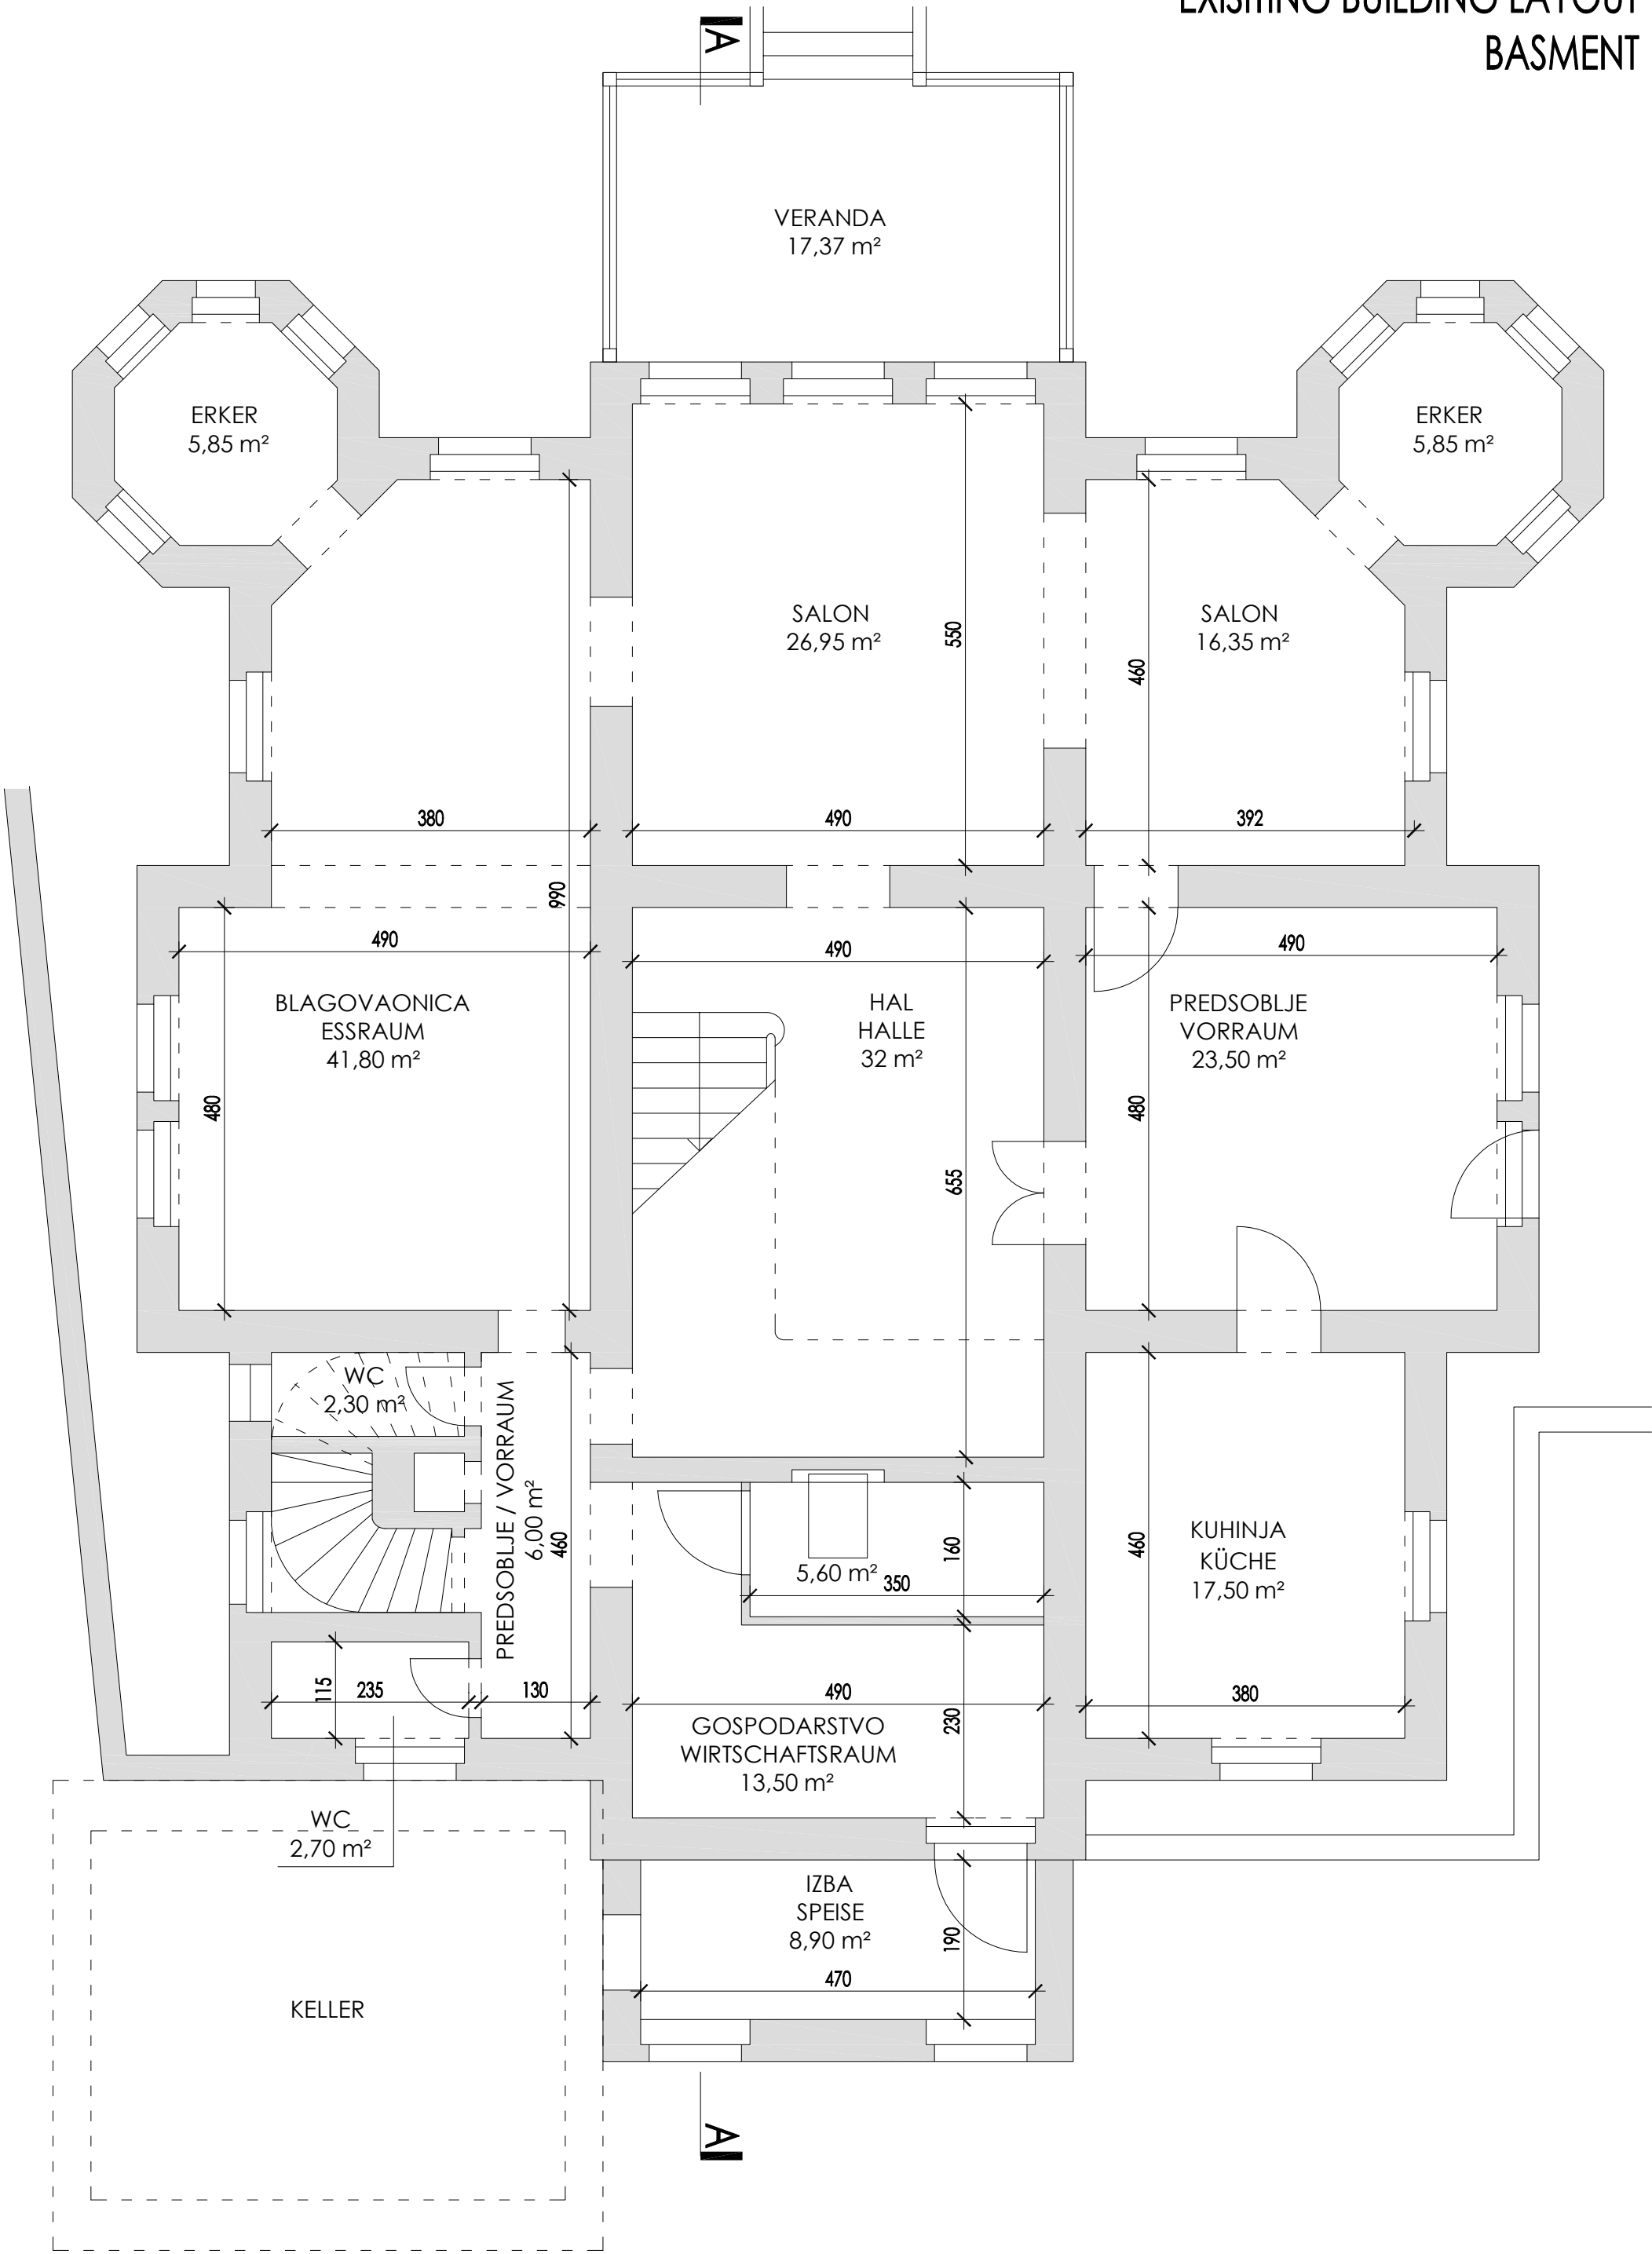 EXISITING BUILDING LAYOUT
BASMENT
A
VERANDA
17,37 m²
ERKER
5,85 m²
ERKER
5,85 m²
SALON
26,95 m²
550
SALON
16,35 m²
460
380
490
392
990
490
490
490
BLAGOVAONICA
ESSRAUM
41,80 m²
480
HAL
HALLE
32 m²
655
PREDSOBLJE
VORRAUM
23,50 m²
480
WC
2,30 m²
PREDSOBLJE / VORRAUM
6,00 m²
460
160
5,60 m²
350
KUHINJA
KÜCHE
17,50 m²
460
115
235
130
490
230
380
GOSPODARSTVO
WIRTSCHAFTSRAUM
13,50 m²
WC
2,70 m²
IZBA
SPEISE
8,90 m²
190
470
KELLER
A